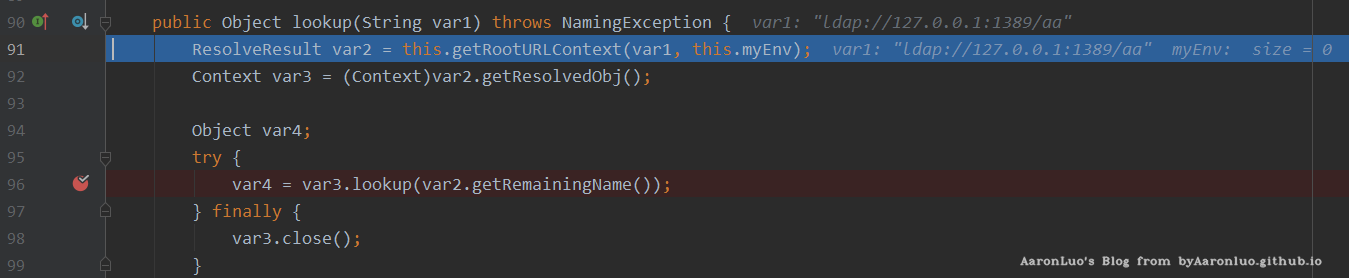 90 public Object lookup(String var1) throws NamingException { var1: "ldap://127.0.0.1:1389/aa"
91 ResolveResult var2 = this.getRootURLContext(var1, this.myEnv); var1: "ldap://127.0.0.1:1389/aa" myEnv: size = 0
92 Context var3 = (Context)var2.getResolvedObj();
93
94 Object var4;
95 try {
96 var4 = var3.lookup(var2.getRemainingName());
97 } finally {
98 var3.close();
99 }
AaronLuo's Blog from byAaronluo.github.io